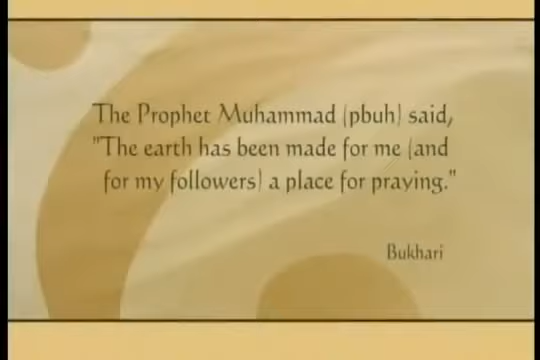 The Prophet Muhammad (pbuh) said,
"The earth has been made for me (and
for my followers) a place for praying."
Bukhari